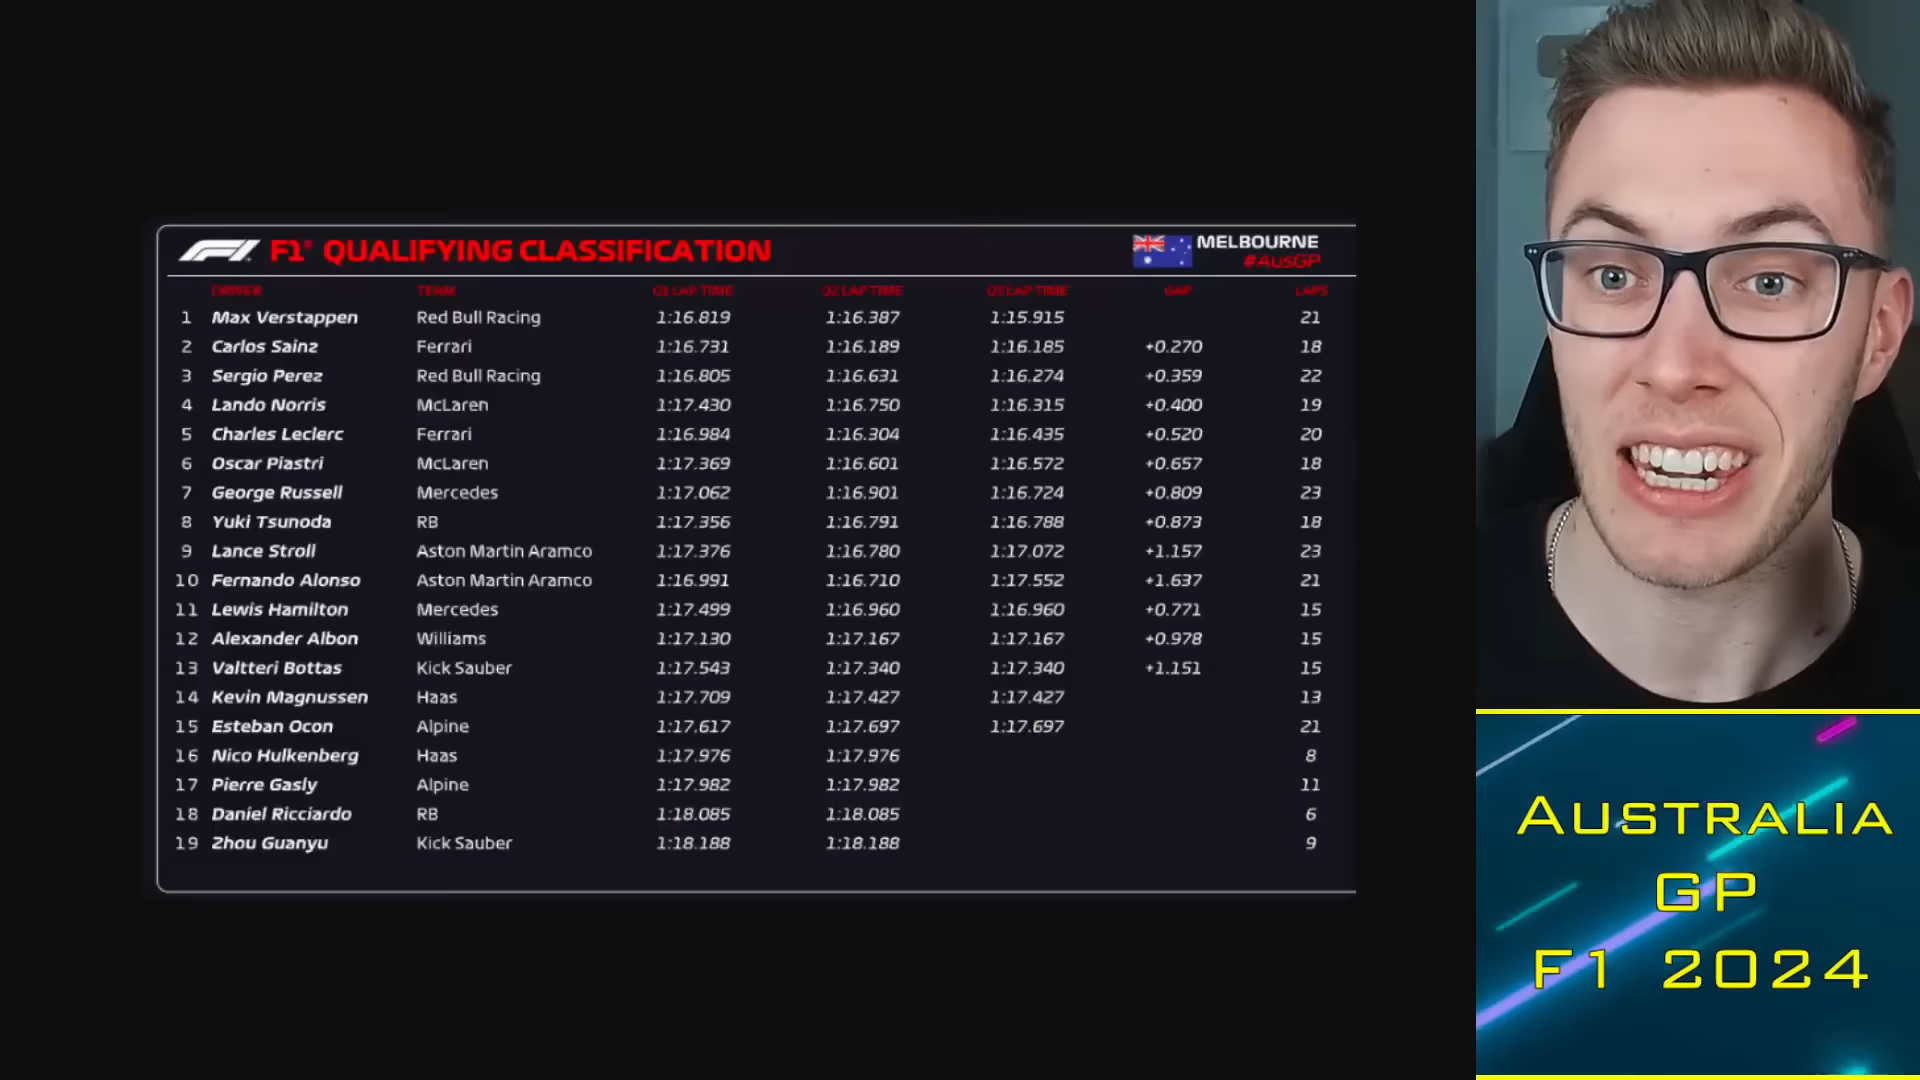 F1 F1® QUALIFYING CLASSIFICATION MELBOURNE
#AUSGP
DRIVER TEAM Q1 LAP TIME Q2 LAP TIME Q3 LAP TIME GAP LAPS
1 Max Verstappen Red Bull Racing 1:16.819 1:16.387 1:15.915 21
2 Carlos Sainz Ferrari 1:16.731 1:16.189 1:16.185 +0.270 18
3 Sergio Perez Red Bull Racing 1:16.805 1:16.631 1:16.274 +0.359 22
4 Lando Norris McLaren 1:17.430 1:16.750 1:16.315 +0.400 19
5 Charles Leclerc Ferrari 1:16.984 1:16.304 1:16.435 +0.520 20
6 Oscar Piastri McLaren 1:17.369 1:16.601 1:16.572 +0.657 18
7 George Russell Mercedes 1:17.062 1:16.901 1:16.724 +0.809 23
8 Yuki Tsunoda RB 1:17.356 1:16.791 1:16.788 +0.873 18
9 Lance Stroll Aston Martin Aramco 1:17.376 1:16.780 1:17.072 +1.157 23
10 Fernando Alonso Aston Martin Aramco 1:16.991 1:16.710 1:17.552 +1.637 21
11 Lewis Hamilton Mercedes 1:17.499 1:16.960 1:16.960 +0.771 15
12 Alexander Albon Williams 1:17.130 1:17.167 1:17.167 +0.978 15
13 Valtteri Bottas Kick Sauber 1:17.543 1:17.340 1:17.340 +1.151 15
14 Kevin Magnussen Haas 1:17.709 1:17.427 1:17.427 13
15 Esteban Ocon Alpine 1:17.617 1:17.697 1:17.697 21
16 Nico Hulkenberg Haas 1:17.976 1:17.976 8
17 Pierre Gasly Alpine 1:17.982 1:17.982 11
18 Daniel Ricciardo RB 1:18.085 1:18.085 6
19 Zhou Guanyu Kick Sauber 1:18.188 1:18.188 9
AUSTRALIA
GP
F1 2024